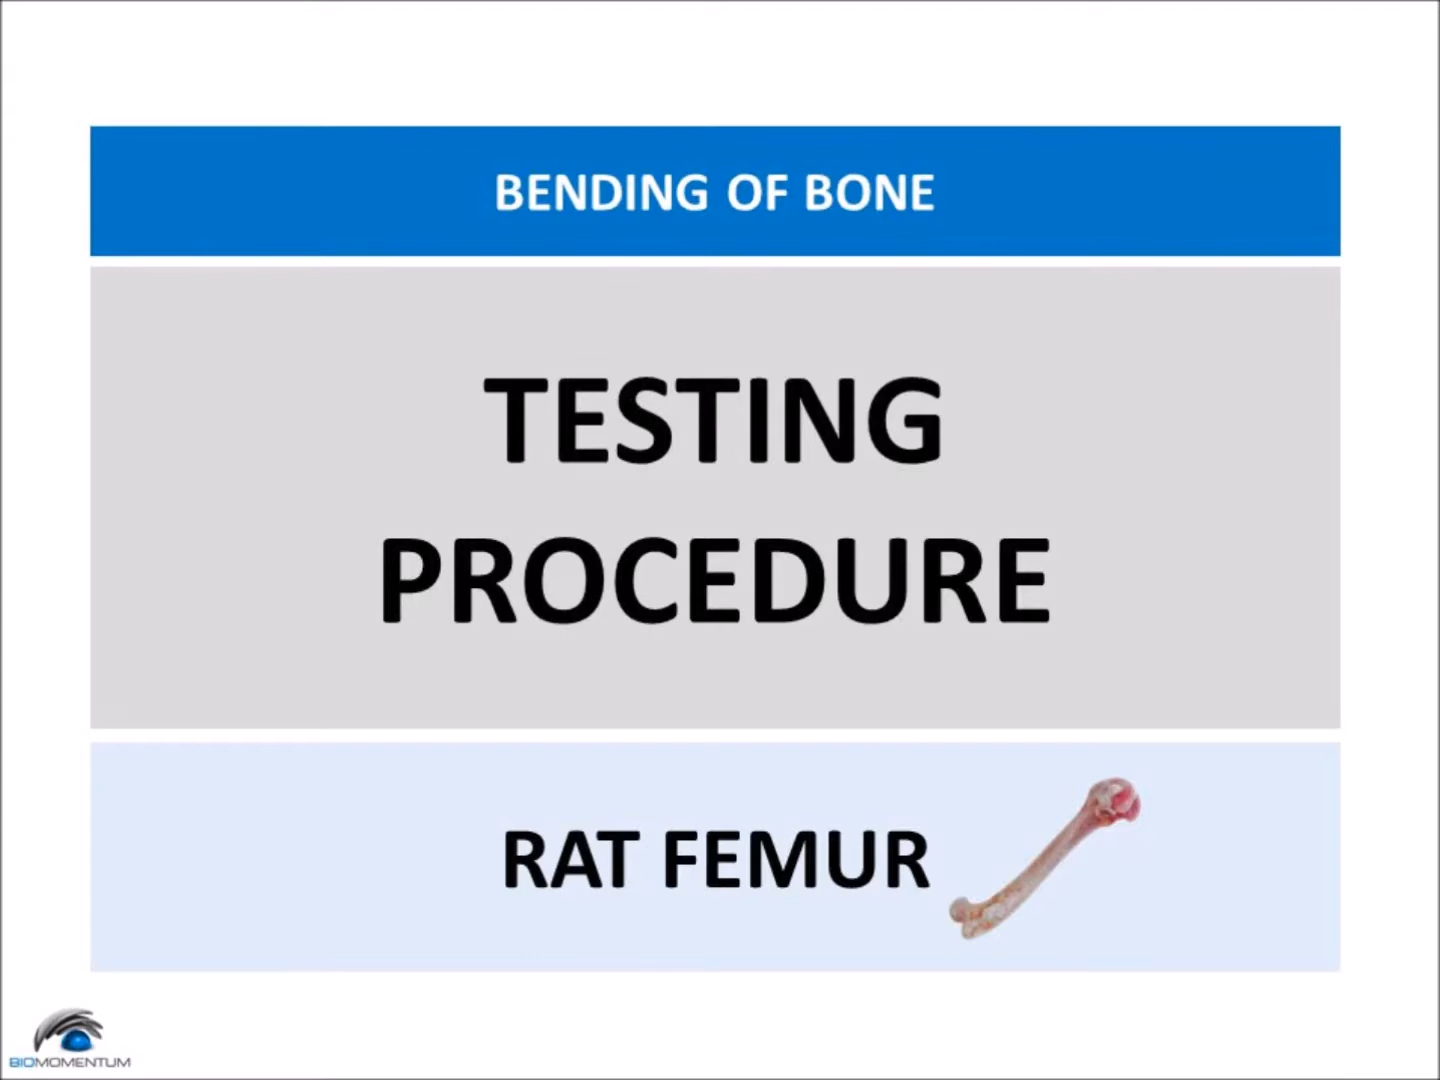 BENDING OF BONE
TESTING
PROCEDURE
RAT FEMUR
BIOMOMENTUM